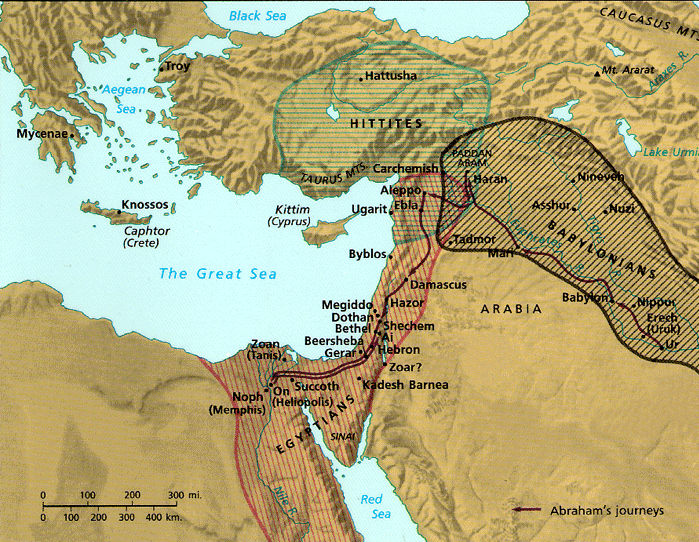 Black Sea
CAUCASUS MTS.
Troy
Hattusha
Mt. Ararat
Araxes R.
Aegean
Sea
HITTITES
Mycenae
Lake Urmia
PADDAN
ARAM
TAURUS MTS.
Carchemish
Haran
Nineveh
Aleppo
Knossos
Kittim
(Cyprus)
Ugarit
Ebla
Asshur
Nuzi
Caphtor
(Crete)
Tigris R.
Euphrates R.
BABYLONIANS
Tadmor
Mari
Byblos
The Great Sea
Damascus
Babylon
Nippur
Megiddo
Hazor
ARABIA
Dothan
Erech
(Uruk)
Bethel
Shechem
Ai
Beersheba
Ur
Zoan
(Tanis)
Gerar
Hebron
Zoar?
Noph
(Memphis)
On
(Heliopolis)
Succoth
Kadesh Barnea
EGYPTIANS
SINAI
Nile R.
Red
Sea
0 100 200 300 mi.
0 100 200 300 400 km.
Abraham's journeys